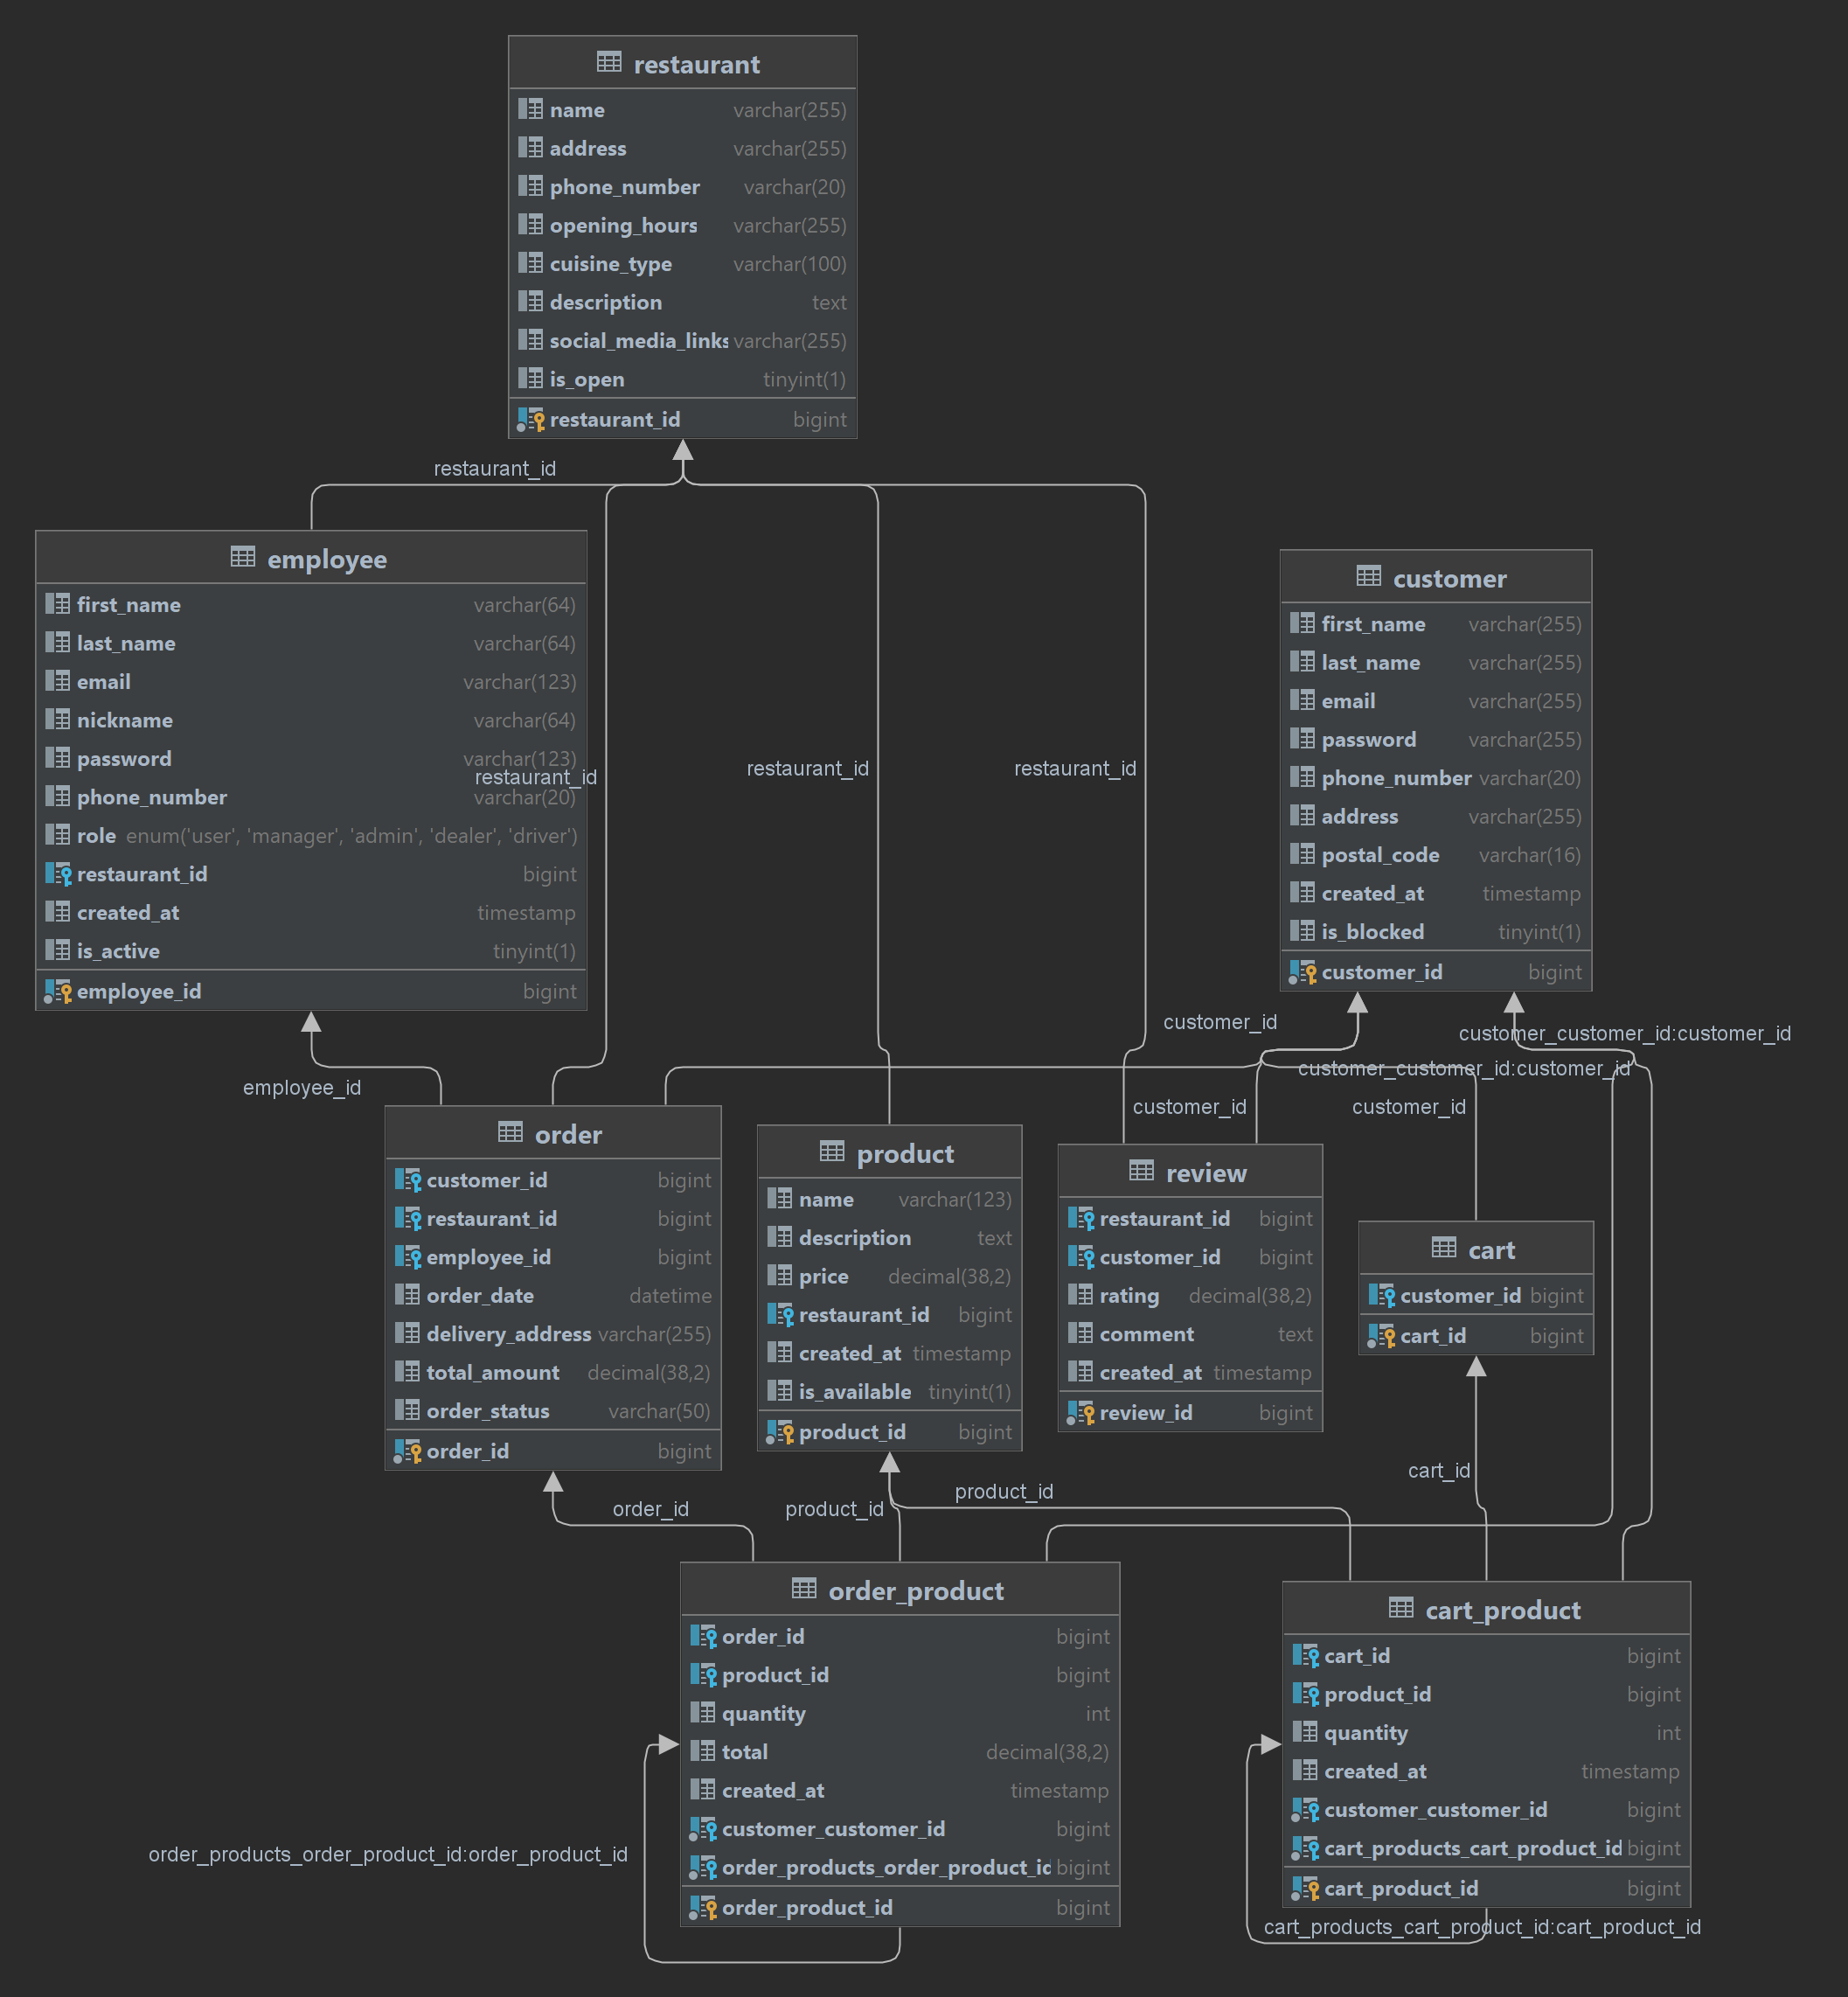 restaurant
name varchar(255)
address varchar(255)
phone_number varchar(20)
opening_hours varchar(255)
cuisine_type varchar(100)
description text
social_media_links varchar(255)
is_open tinyint(1)
restaurant_id bigint
restaurant_id
employee
first_name varchar(64)
last_name varchar(64)
email varchar(123)
nickname varchar(64)
password varchar(123)
phone_number varchar(20)
role enum('user', 'manager', 'admin', 'dealer', 'driver')
restaurant_id bigint
created_at timestamp
is_active tinyint(1)
employee_id bigint
restaurant_id
restaurant_id
restaurant_id
customer
first_name varchar(255)
last_name varchar(255)
email varchar(255)
password varchar(255)
phone_number varchar(20)
address varchar(255)
postal_code varchar(16)
created_at timestamp
is_blocked tinyint(1)
customer_id bigint
customer_id
customer_customer_id:customer_id
customer_customer_id:customer_id
employee_id
customer_id
customer_id
order
customer_id bigint
restaurant_id bigint
employee_id bigint
order_date datetime
delivery_address varchar(255)
total_amount decimal(38,2)
order_status varchar(50)
order_id bigint
product
name varchar(123)
description text
price decimal(38,2)
restaurant_id bigint
created_at timestamp
is_available tinyint(1)
product_id bigint
review
restaurant_id bigint
customer_id bigint
rating decimal(38,2)
comment text
created_at timestamp
review_id bigint
cart
customer_id bigint
cart_id bigint
cart_id
order_id
product_id
product_id
order_product
order_id bigint
product_id bigint
quantity int
total decimal(38,2)
created_at timestamp
customer_customer_id bigint
order_products_order_product_id bigint
order_product_id bigint
order_products_order_product_id:order_product_id
cart_product
cart_id bigint
product_id bigint
quantity int
created_at timestamp
customer_customer_id bigint
cart_products_cart_product_id bigint
cart_product_id bigint
cart_products_cart_product_id:cart_product_id